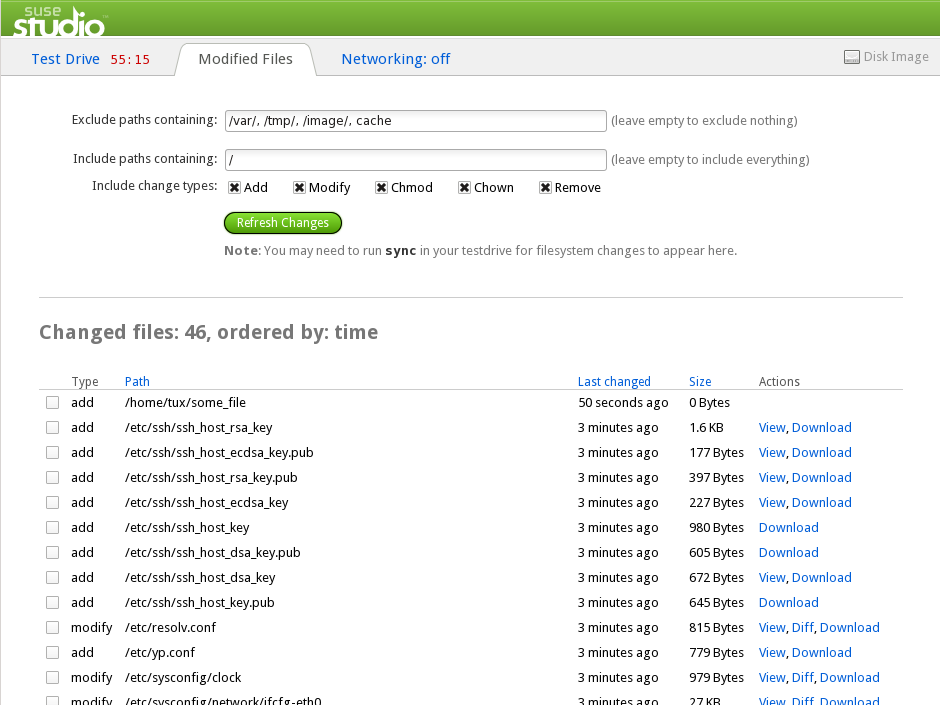 suse
studio
Test Drive 55:15 Modified Files Networking: off Disk Image
Exclude paths containing: /var/, /tmp/, /image/, cache (leave empty to exclude nothing)
Include paths containing: / (leave empty to include everything)
Include change types: Add Modify Chmod Chown Remove
Refresh Changes
Note: You may need to run sync in your testdrive for filesystem changes to appear here.
Changed files: 46, ordered by: time
Type Path Last changed Size Actions
add /home/tux/some_file 50 seconds ago 0 Bytes
add /etc/ssh/ssh_host_rsa_key 3 minutes ago 1.6 KB View, Download
add /etc/ssh/ssh_host_ecdsa_key.pub 3 minutes ago 177 Bytes View, Download
add /etc/ssh/ssh_host_rsa_key.pub 3 minutes ago 397 Bytes View, Download
add /etc/ssh/ssh_host_ecdsa_key 3 minutes ago 227 Bytes View, Download
add /etc/ssh/ssh_host_key 3 minutes ago 980 Bytes Download
add /etc/ssh/ssh_host_dsa_key.pub 3 minutes ago 605 Bytes Download
add /etc/ssh/ssh_host_dsa_key 3 minutes ago 672 Bytes View, Download
add /etc/ssh/ssh_host_key.pub 3 minutes ago 645 Bytes Download
modify /etc/resolv.conf 3 minutes ago 815 Bytes View, Diff, Download
add /etc/yp.conf 3 minutes ago 779 Bytes View, Download
modify /etc/sysconfig/clock 3 minutes ago 979 Bytes View, Diff, Download
modify /etc/sysconfig/network/ifcfg-eth0 3 minutes ago 27 KB View, Diff, Download